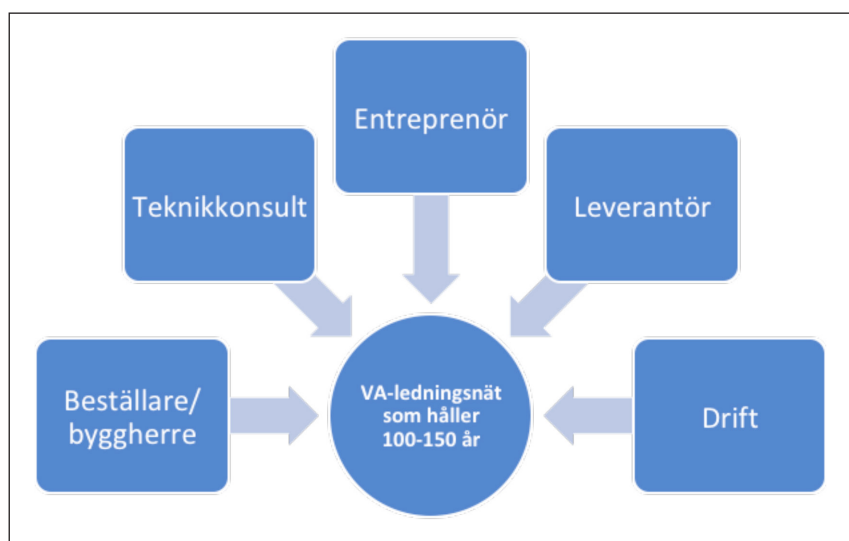 Entreprenör
Teknikkonsult
Leverantör
Beställare/
byggherre
VA-ledningsnät
som håller
100-150 år
Drift